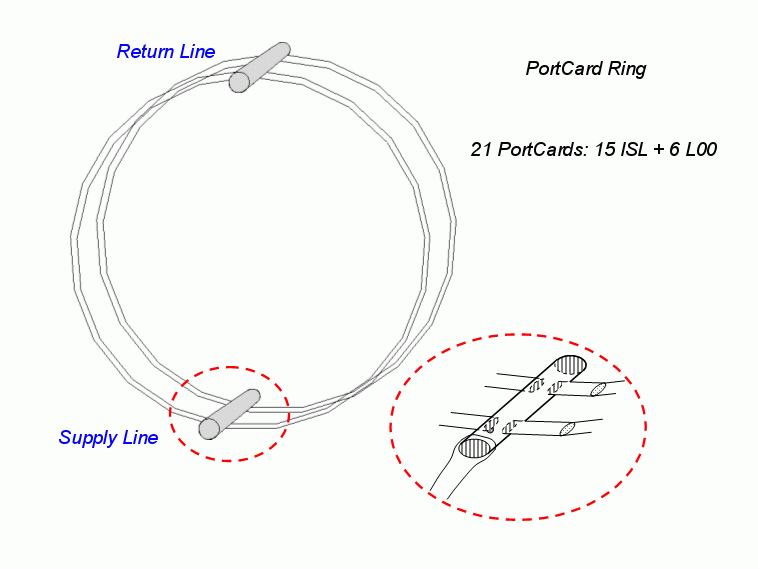 Return Line
PortCard Ring
21 PortCards: 15 ISL + 6 L00
Supply Line